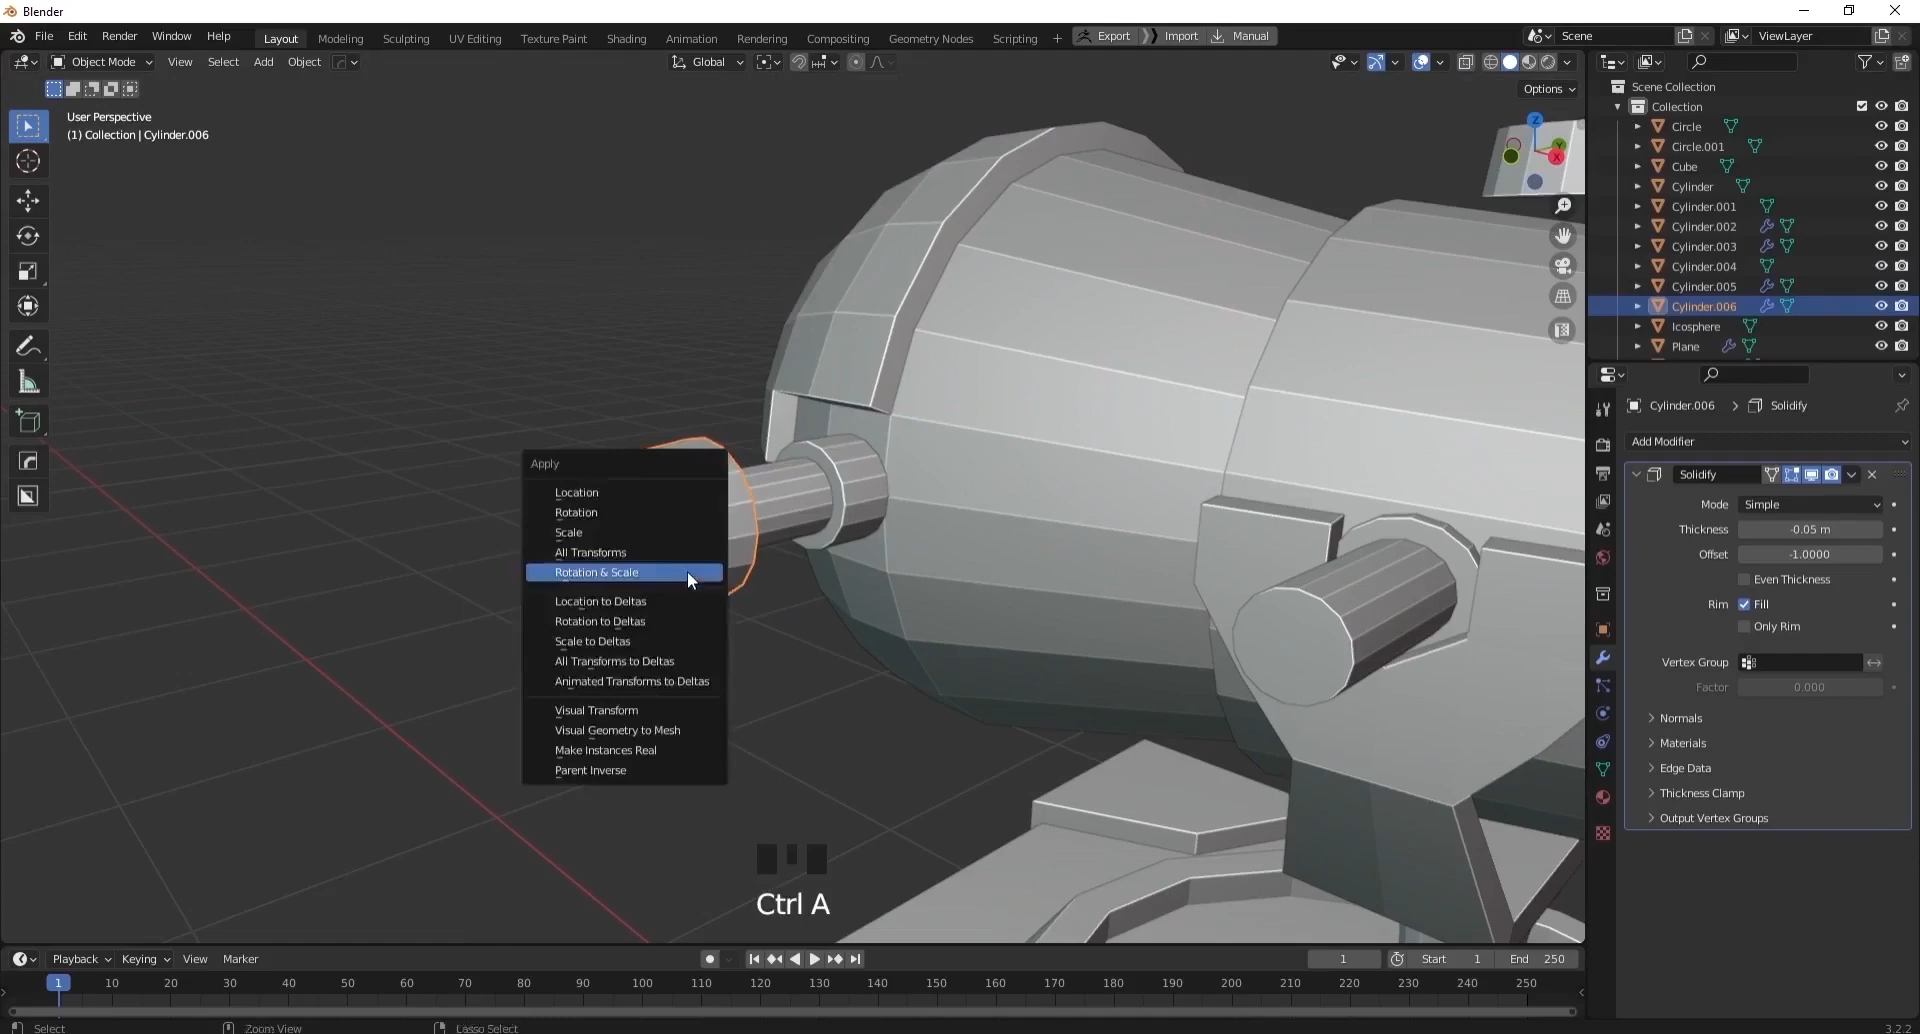 Blender
File Edit Render Window Help Layout Modeling Sculpting UV Editing Texture Paint Shading Animation Rendering Compositing Geometry Nodes Scripting + Export Import Manual Scene ViewLayer
Object Mode View Select Add Object Global
Options
User Perspective
(1) Collection | Cylinder.006
Z
Y
X
Scene Collection
Collection
Circle
Circle.001
Cube
Cylinder
Cylinder.001
Cylinder.002
Cylinder.003
Cylinder.004
Cylinder.005
Cylinder.006
Icosphere
Plane
Cylinder.006 > Solidify
Add Modifier
Solidify
Mode Simple
Thickness -0.05 m
Offset -1.0000
Even Thickness
Rim Fill
Only Rim
Vertex Group
Factor 0.000
Normals
Materials
Edge Data
Thickness Clamp
Output Vertex Groups
Apply
Location
Rotation
Scale
All Transforms
Rotation & Scale
Location to Deltas
Rotation to Deltas
Scale to Deltas
All Transforms to Deltas
Animated Transforms to Deltas
Visual Transform
Visual Geometry to Mesh
Make Instances Real
Parent Inverse
Ctrl A
Playback Keying View Marker 1 Start 1 End 250
1 10 20 30 40 50 60 70 80 90 100 110 120 130 140 150 160 170 180 190 200 210 220 230 240 250
Select Zoom View Lasso Select 3.2.2